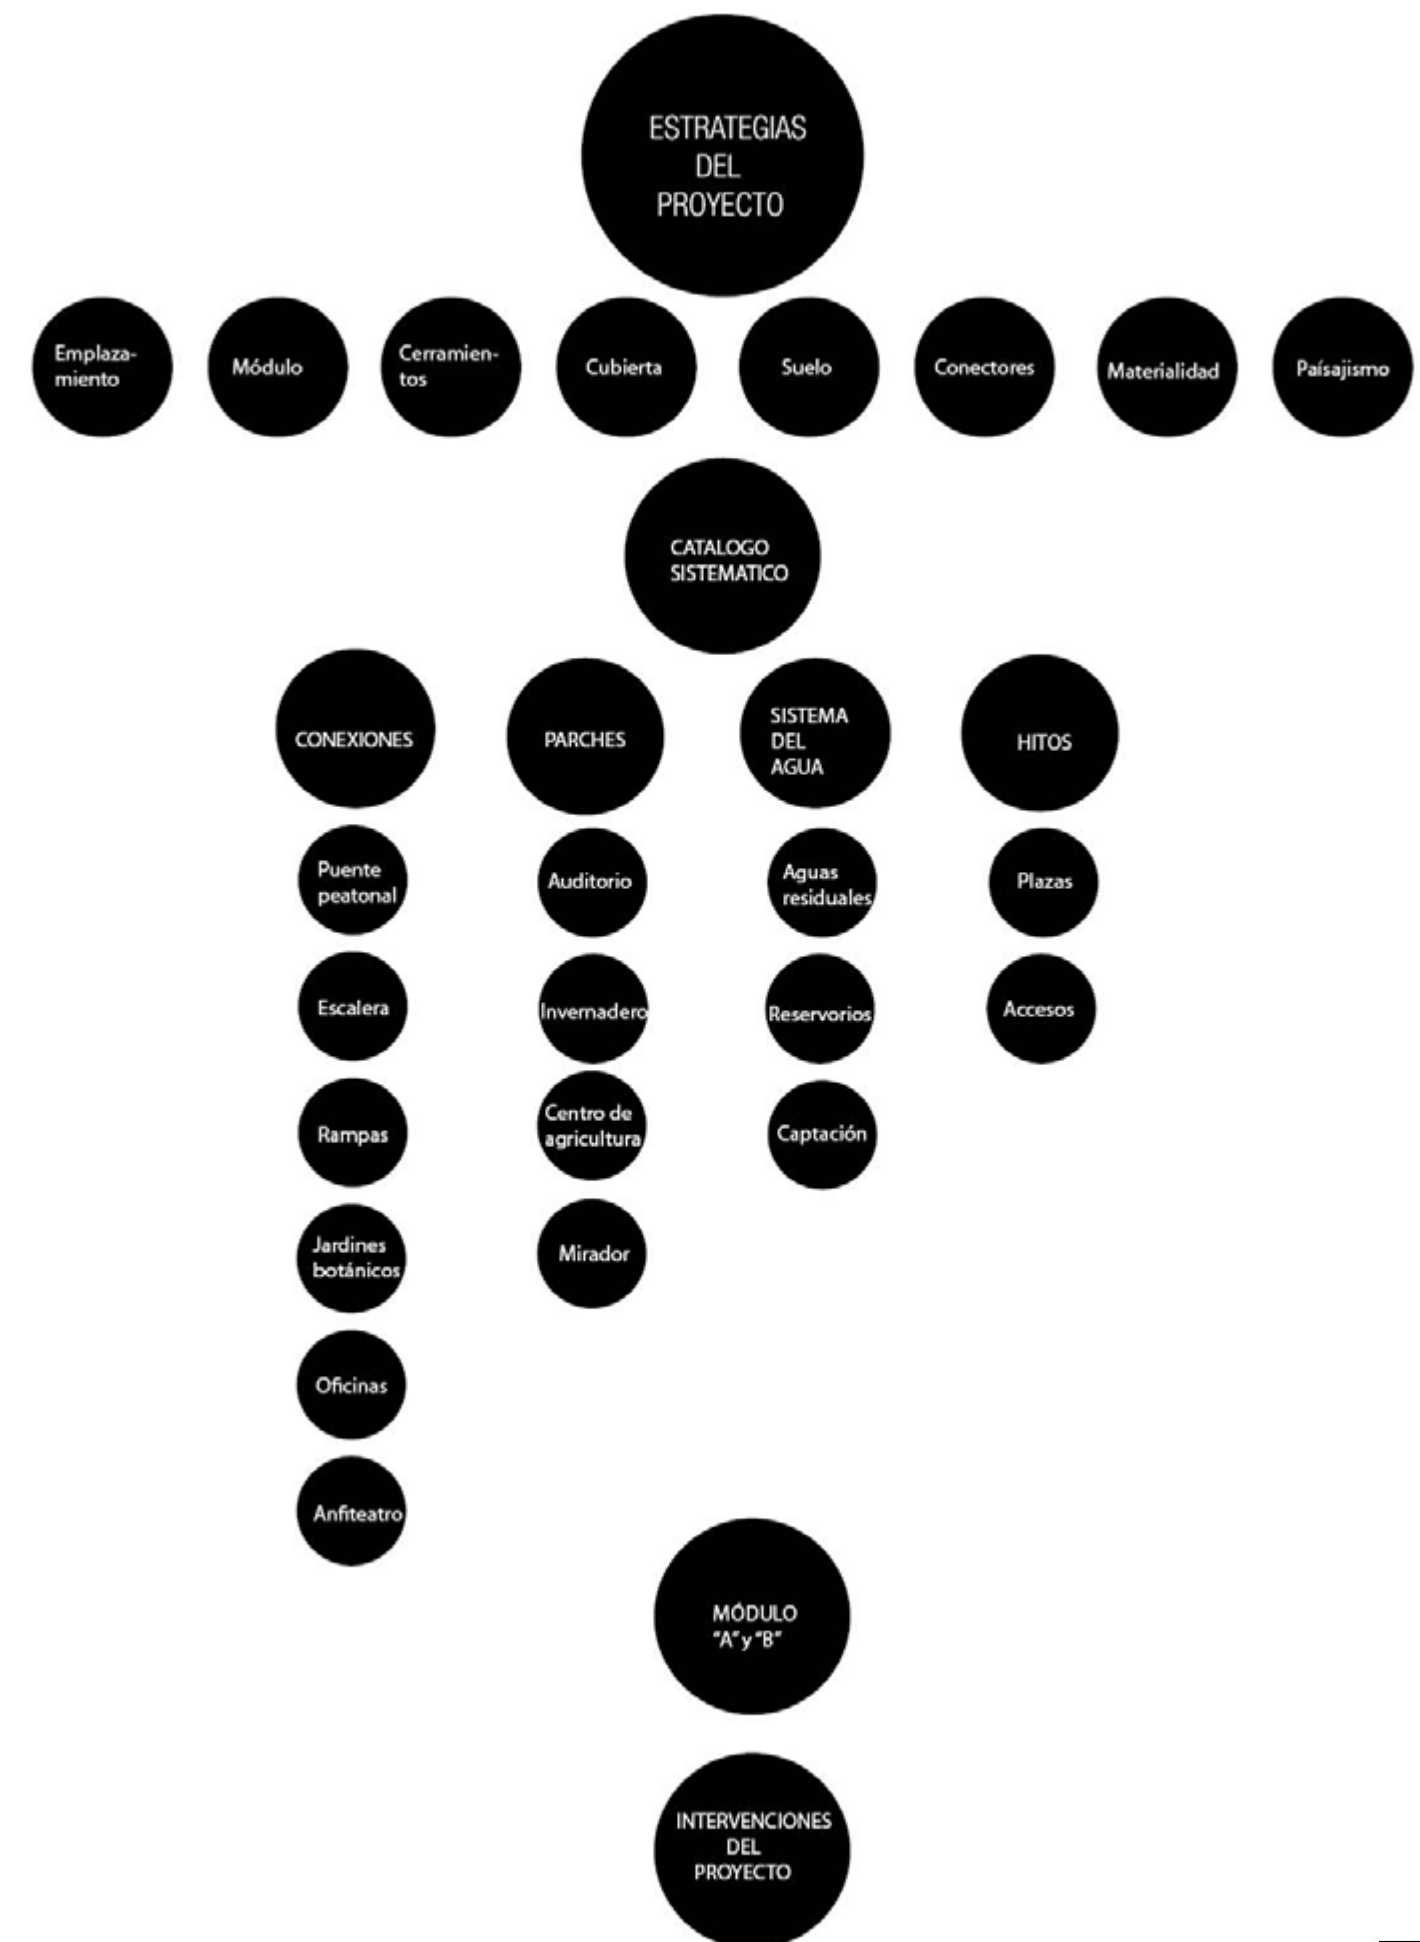 ESTRATEGIAS
DEL
PROYECTO
Emplaza-
miento
Módulo
Cerramien-
tos
Cubierta
Suelo
Conectores
Materialidad
Païsajismo
CATALOGO
SISTEMATICO
CONEXIONES
PARCHES
SISTEMA
DEL
AGUA
HITOS
Puente
peatonal
Escalera
Rampas
Jardines
botánicos
Oficinas
Anfiteatro
Auditorio
Invernadero
Centro de
agricultura
Mirador
Aguas
residuales
Reservorios
Captación
Plazas
Accesos
MÓDULO
"A" y "B"
INTERVENCIONES
DEL
PROYECTO